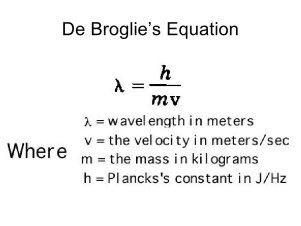 De Broglie's Equation
λ = h / mv
λ = wavelength in meters
v = the velocity in meters/sec
Where
m = the mass in kilograms
h = Plancks's constant in J/Hz